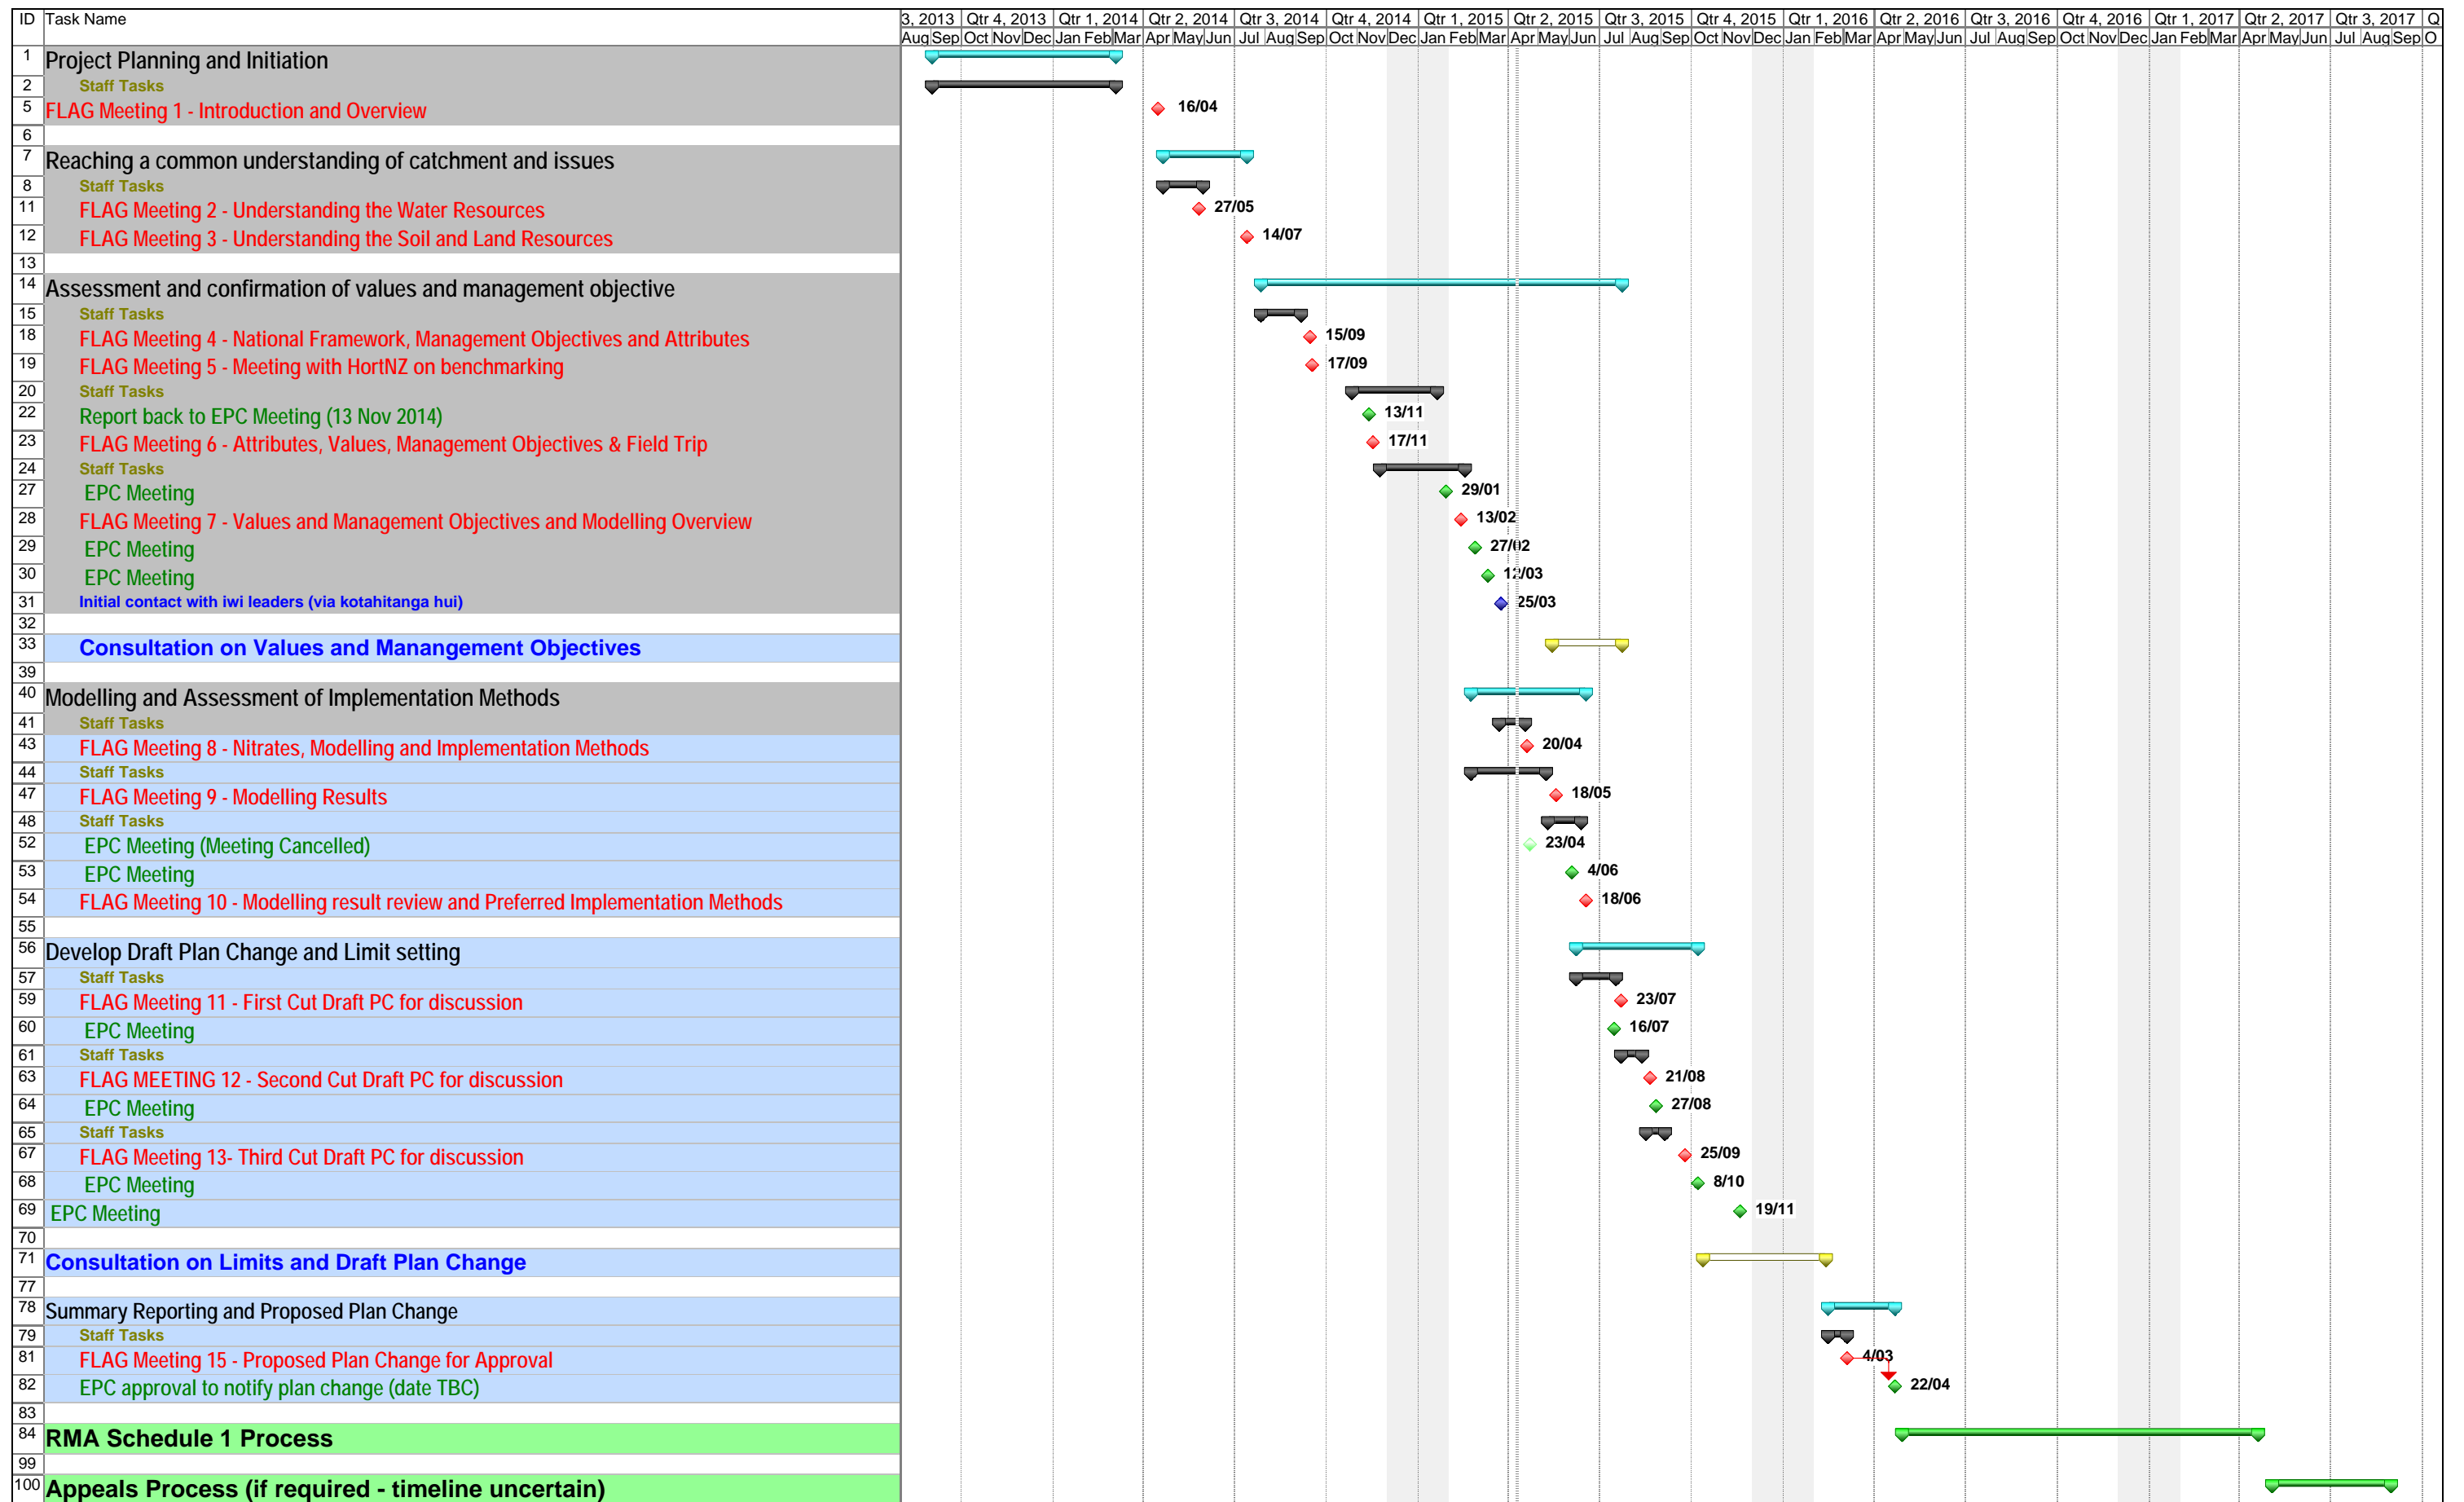 ID Task Name 3, 2013 Qtr 4, 2013 Qtr 1, 2014 Qtr 2, 2014 Qtr 3, 2014 Qtr 4, 2014 Qtr 1, 2015 Qtr 2, 2015 Qtr 3, 2015 Qtr 4, 2015 Qtr 1, 2016 Qtr 2, 2016 Qtr 3, 2016 Qtr 4, 2016 Qtr 1, 2017 Qtr 2, 2017 Qtr 3, 2017 Q
Aug Sep Oct Nov Dec Jan Feb Mar Apr May Jun Jul Aug Sep Oct Nov Dec Jan Feb Mar Apr May Jun Jul Aug Sep Oct Nov Dec Jan Feb Mar Apr May Jun Jul Aug Sep Oct Nov Dec Jan Feb Mar Apr May Jun Jul Aug Sep O
1 Project Planning and Initiation
2 Staff Tasks
5 FLAG Meeting 1 - Introduction and Overview 16/04
6
7 Reaching a common understanding of catchment and issues
8 Staff Tasks
11 FLAG Meeting 2 - Understanding the Water Resources 27/05
12 FLAG Meeting 3 - Understanding the Soil and Land Resources 14/07
13
14 Assessment and confirmation of values and management objective
15 Staff Tasks
18 FLAG Meeting 4 - National Framework, Management Objectives and Attributes 15/09
19 FLAG Meeting 5 - Meeting with HortNZ on benchmarking 17/09
20 Staff Tasks
22 Report back to EPC Meeting (13 Nov 2014) 13/11
23 FLAG Meeting 6 - Attributes, Values, Management Objectives & Field Trip 17/11
24 Staff Tasks
27 EPC Meeting 29/01
28 FLAG Meeting 7 - Values and Management Objectives and Modelling Overview 13/02
29 EPC Meeting 27/02
30 EPC Meeting 12/03
31 Initial contact with iwi leaders (via kotahitanga hui) 25/03
32
33 Consultation on Values and Manangement Objectives
39
40 Modelling and Assessment of Implementation Methods
41 Staff Tasks
43 FLAG Meeting 8 - Nitrates, Modelling and Implementation Methods 20/04
44 Staff Tasks
47 FLAG Meeting 9 - Modelling Results 18/05
48 Staff Tasks
52 EPC Meeting (Meeting Cancelled) 23/04
53 EPC Meeting 4/06
54 FLAG Meeting 10 - Modelling result review and Preferred Implementation Methods 18/06
55
56 Develop Draft Plan Change and Limit setting
57 Staff Tasks
59 FLAG Meeting 11 - First Cut Draft PC for discussion 23/07
60 EPC Meeting 16/07
61 Staff Tasks
63 FLAG MEETING 12 - Second Cut Draft PC for discussion 21/08
64 EPC Meeting 27/08
65 Staff Tasks
67 FLAG Meeting 13- Third Cut Draft PC for discussion 25/09
68 EPC Meeting 8/10
69 EPC Meeting 19/11
70
71 Consultation on Limits and Draft Plan Change
77
78 Summary Reporting and Proposed Plan Change
79 Staff Tasks
81 FLAG Meeting 15 - Proposed Plan Change for Approval 4/03
82 EPC approval to notify plan change (date TBC) 22/04
83
84 RMA Schedule 1 Process
99
100 Appeals Process (if required - timeline uncertain)